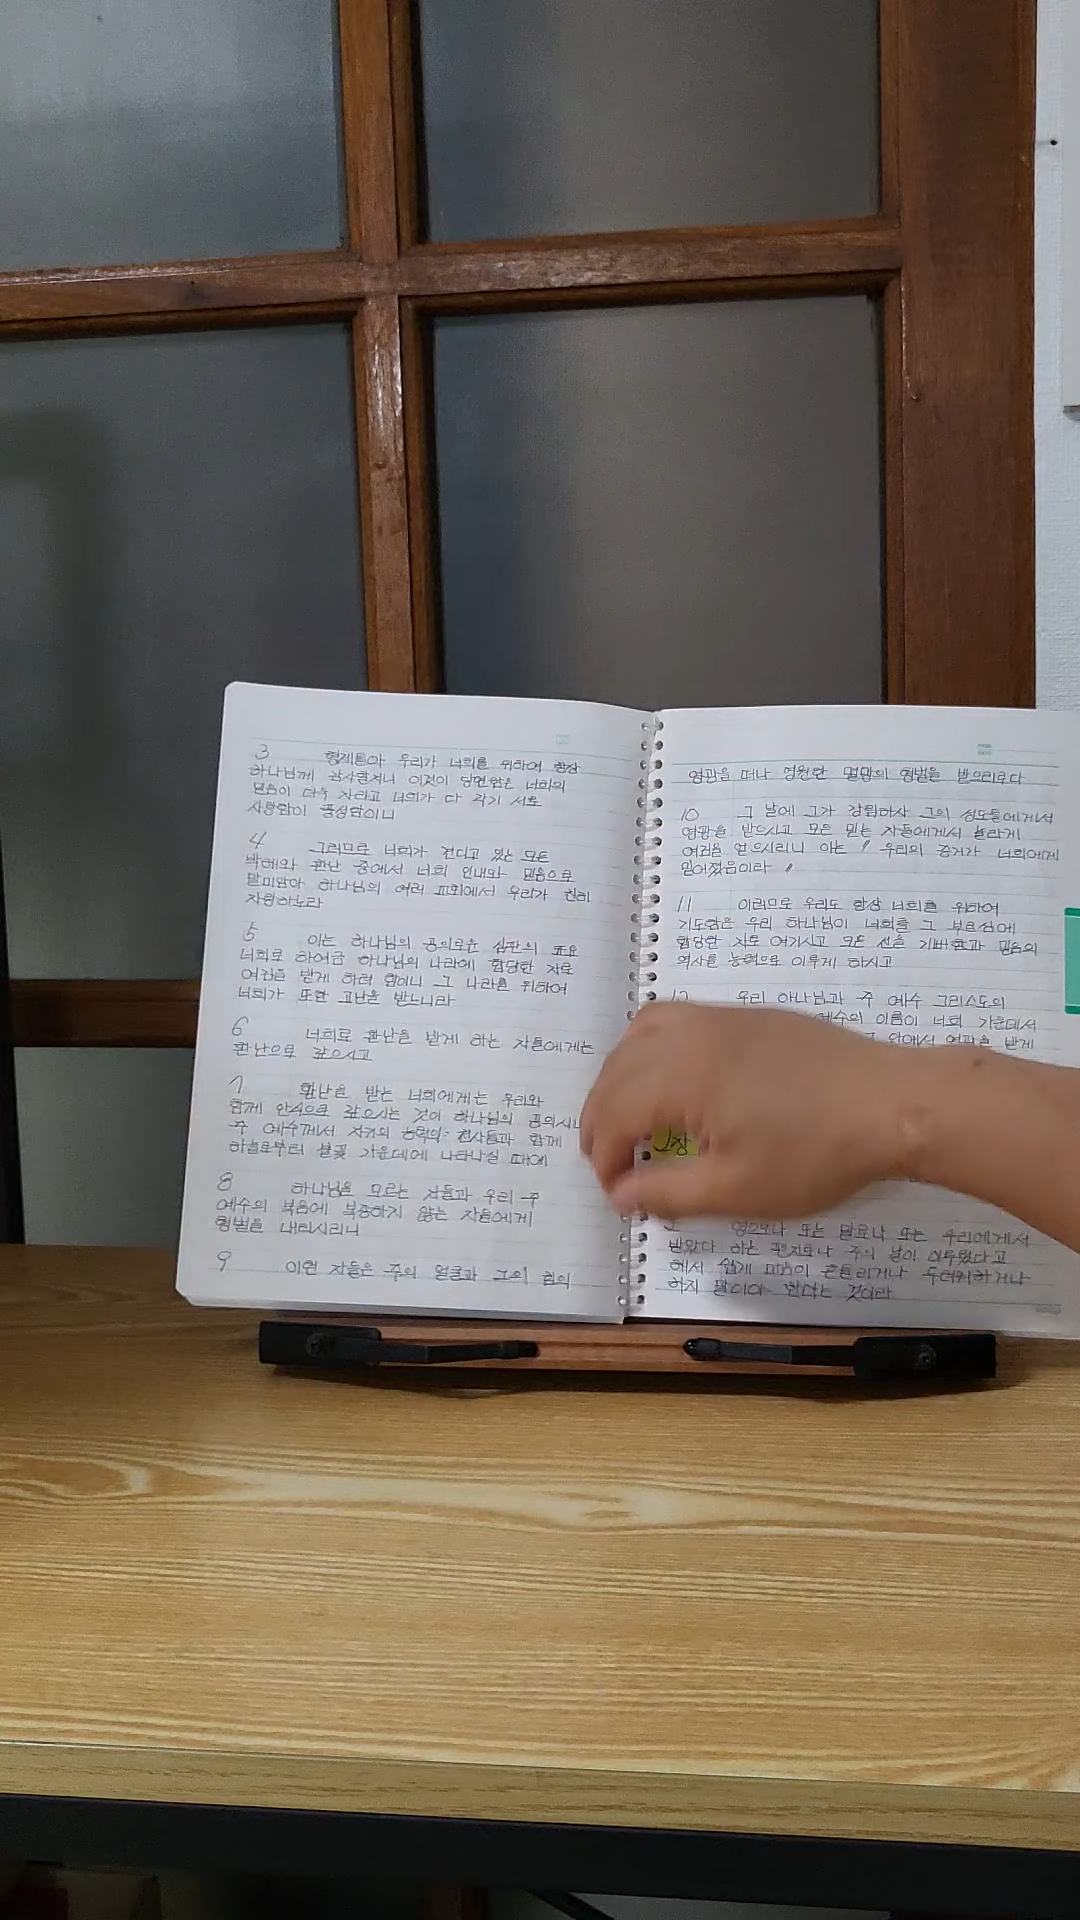 3 형제들아 우리가 너희를 위하여 항상
하나님께 감사할지니 이것이 당연함은 너희의
믿음이 더욱 자라고 너희가 다 각기 서로
사랑함이 풍성함이니
4 그러므로 너희가 견디고 있는 모든
박해와 환난 중에서 너희 인내와 믿음으로
말미암아 하나님의 여러 교회에서 우리가 친히
자랑하노라
5 이는 하나님의 공의로운 심판의 표요
너희로 하여금 하나님의 나라에 합당한 자로
여김을 받게 하려 함이니 그 나라를 위하여
너희가 또한 고난을 받느니라
6 너희로 환난을 받게 하는 자들에게는
환난으로 갚으시고
7 환난을 받는 너희에게는 우리와
함께 안식으로 갚으시는 것이 하나님의 공의시니
주 예수께서 자기의 능력의 천사들과 함께
하늘로부터 불꽃 가운데에 나타나실 때에
8 하나님을 모르는 자들과 우리 주
예수의 복음에 복종하지 않는 자들에게
형벌을 내리시리니
9 이런 자들은 주의 얼굴과 그의 힘의
영광을 떠나 영원한 멸망의 형벌을 받으리로다
10 그 날에 그가 강림하사 그의 성도들에게서
영광을 받으시고 모든 믿는 자들에게서 놀랍게
여김을 얻으시리니 이는 〃 우리의 증거가 너희에게
믿어졌음이라 〃
11 이러므로 우리도 항상 너희를 위하여
기도함은 우리 하나님이 너희를 그 부르심에
합당한 자로 여기시고 모든 선을 기뻐함과 믿음의
역사를 능력으로 이루게 하시고
12 우리 하나님과 주 예수 그리스도의
예수의 이름이 너희 가운데서
안에서 영광을 받게
2장
영으로나 또는 말로나 또는 우리에게서
받았다 하는 편지로나 주의 날이 이르렀다고
해서 쉽게 마음이 흔들리거나 두려워하거나
하지 말아야 한다는 것이라